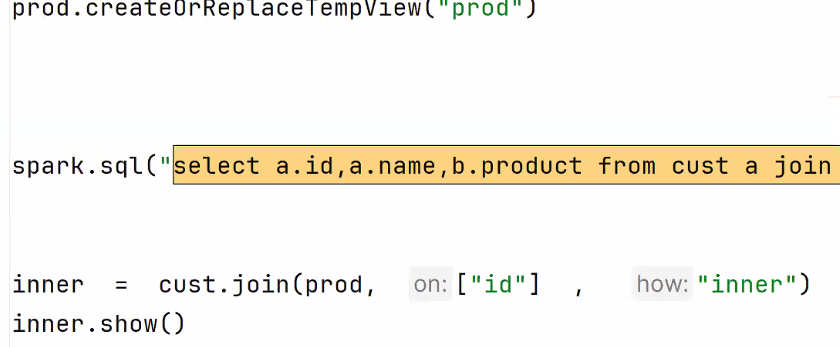 prod.createOrReplaceTempView("prod")
spark.sql("select a.id,a.name,b.product from cust a join
inner  =  cust.join(prod,  on: ["id"]  ,  how: "inner")
inner.show()